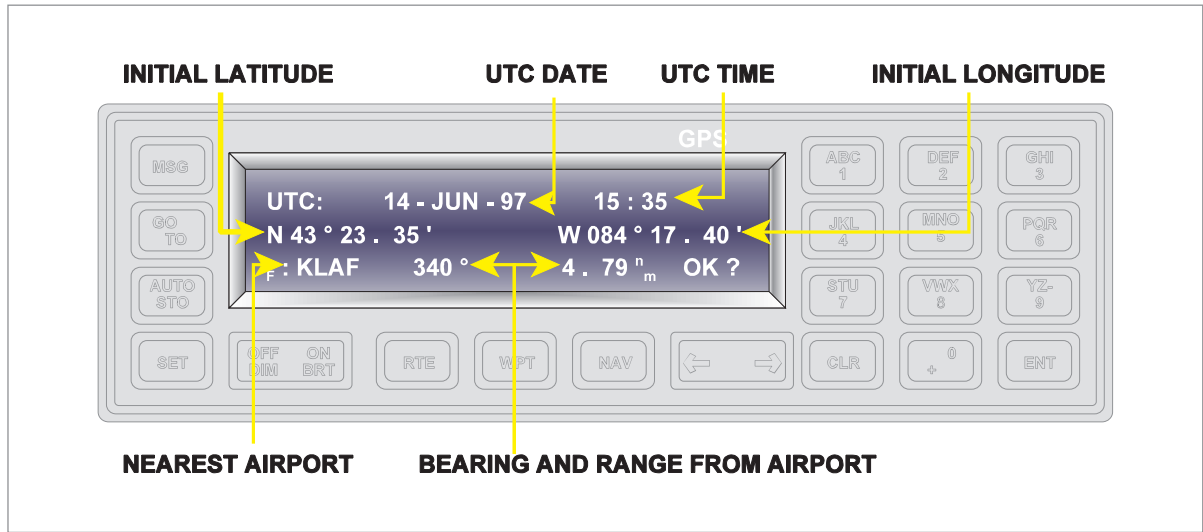 INITIAL LATITUDE UTC DATE UTC TIME INITIAL LONGITUDE
GPS
MSG ABC 1 DEF 2 GHI 3
UTC: 14 - JUN - 97 15 : 35
GO TO N 43 ° 23 . 35 ' W 084 ° 17 . 40 ' JKL 4 MNO 5 PQR 6
F : KLAF 340 ° 4 . 79 n m OK ?
AUTO STO STU 7 VWX 8 YZ- 9
SET OFF DIM ON BRT RTE WPT NAV CLR + 0 ENT
NEAREST AIRPORT BEARING AND RANGE FROM AIRPORT